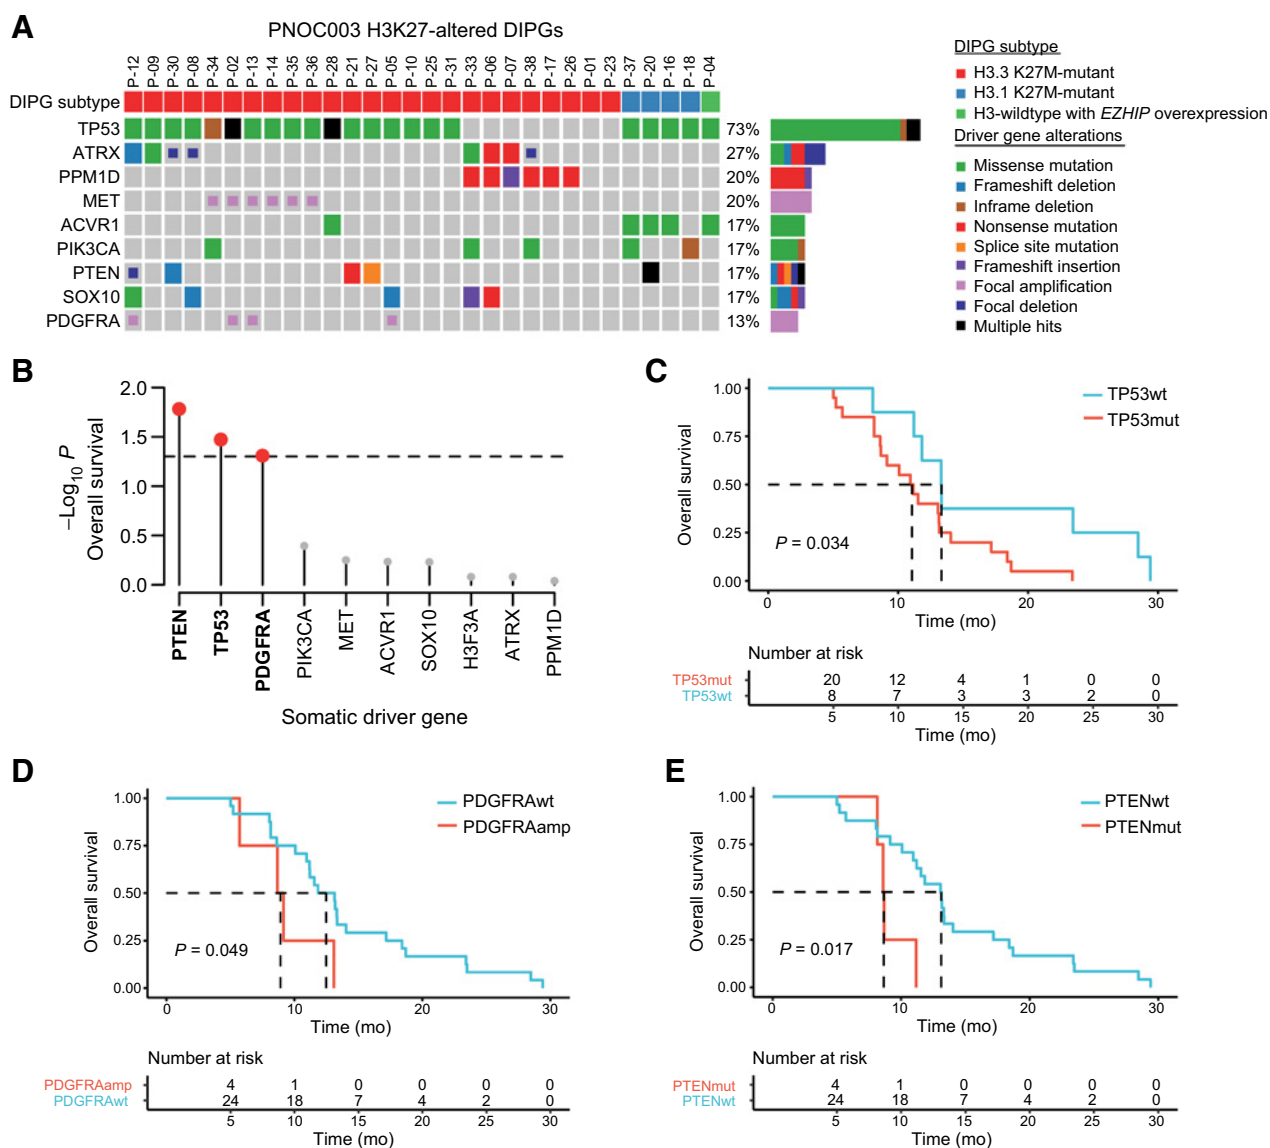 A
PNOC003 H3K27-altered DIPGs
P-12 P-09 P-30 P-08 P-34 P-02 P-13 P-14 P-35 P-36 P-28 P-21 P-27 P-05 P-10 P-25 P-31 P-33 P-06 P-07 P-38 P-17 P-26 P-01 P-23 P-37 P-20 P-16 P-18 P-04
DIPG subtype
TP53 73%
ATRX 27%
PPM1D 20%
MET 20%
ACVR1 17%
PIK3CA 17%
PTEN 17%
SOX10 17%
PDGFRA 13%
DIPG subtype
H3.3 K27M-mutant
H3.1 K27M-mutant
H3-wildtype with EZHIP overexpression
Driver gene alterations
Missense mutation
Frameshift deletion
Inframe deletion
Nonsense mutation
Splice site mutation
Frameshift insertion
Focal amplification
Focal deletion
Multiple hits
B
−Log10 P
Overall survival
2.0
1.5
1.0
0.5
0.0
PTEN TP53 PDGFRA PIK3CA MET ACVR1 SOX10 H3F3A ATRX PPM1D
Somatic driver gene
C
Overall survival
1.00
0.75
0.50
0.25
0.00
TP53wt
TP53mut
P = 0.034
0 10 20 30
Time (mo)
Number at risk
TP53mut 20 12 4 1 0 0
TP53wt 8 7 3 3 2 0
5 10 15 20 25 30
Time (mo)
D
Overall survival
1.00
0.75
0.50
0.25
0.00
PDGFRAwt
PDGFRAamp
P = 0.049
0 10 20 30
Time (mo)
Number at risk
PDGFRAamp 4 1 0 0 0 0
PDGFRAwt 24 18 7 4 2 0
5 10 15 20 25 30
Time (mo)
E
Overall survival
1.00
0.75
0.50
0.25
0.00
PTENwt
PTENmut
P = 0.017
0 10 20 30
Time (mo)
Number at risk
PTENmut 4 1 0 0 0 0
PTENwt 24 18 7 4 2 0
5 10 15 20 25 30
Time (mo)